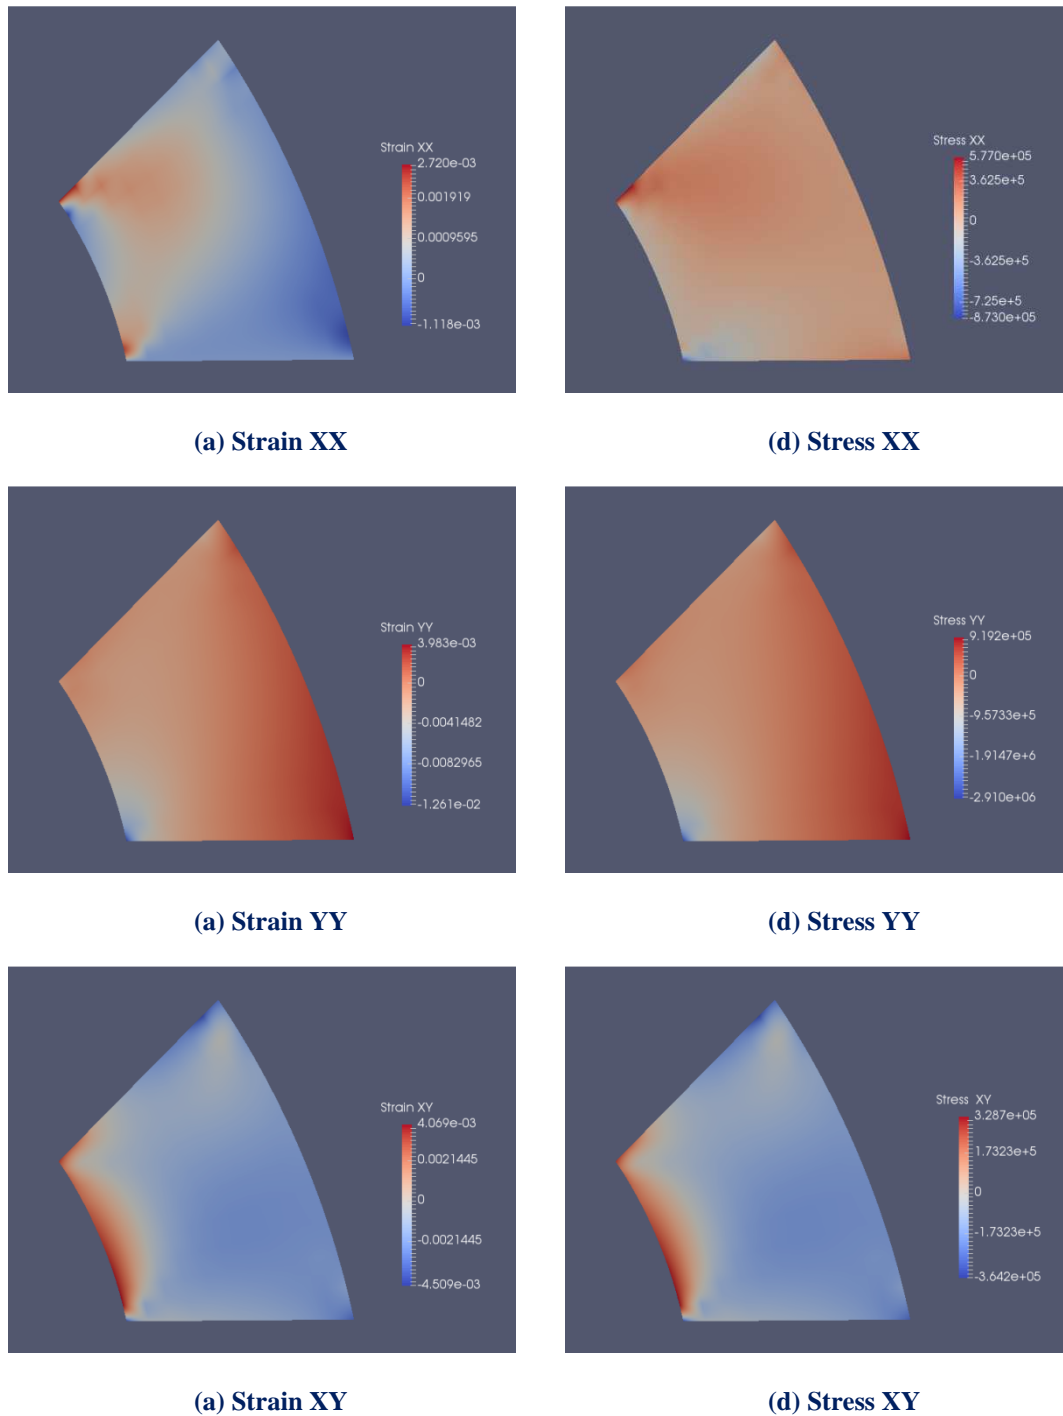 Strain XX
2.720e-03
0.001919
0.0009595
0
-1.118e-03
Stress XX
5.770e+05
3.625e+5
0
-3.625e+5
-7.25e+5
-8.730e+05
(a) Strain XX
(d) Stress XX
Strain YY
3.983e-03
0
-0.0041482
-0.0082965
-1.261e-02
Stress YY
9.192e+05
0
-9.5733e+5
-1.9147e+6
-2.910e+06
(a) Strain YY
(d) Stress YY
Strain XY
4.069e-03
0.0021445
0
-0.0021445
-4.509e-03
Stress XY
3.287e+05
1.7323e+5
0
-1.7323e+5
-3.642e+05
(a) Strain XY
(d) Stress XY